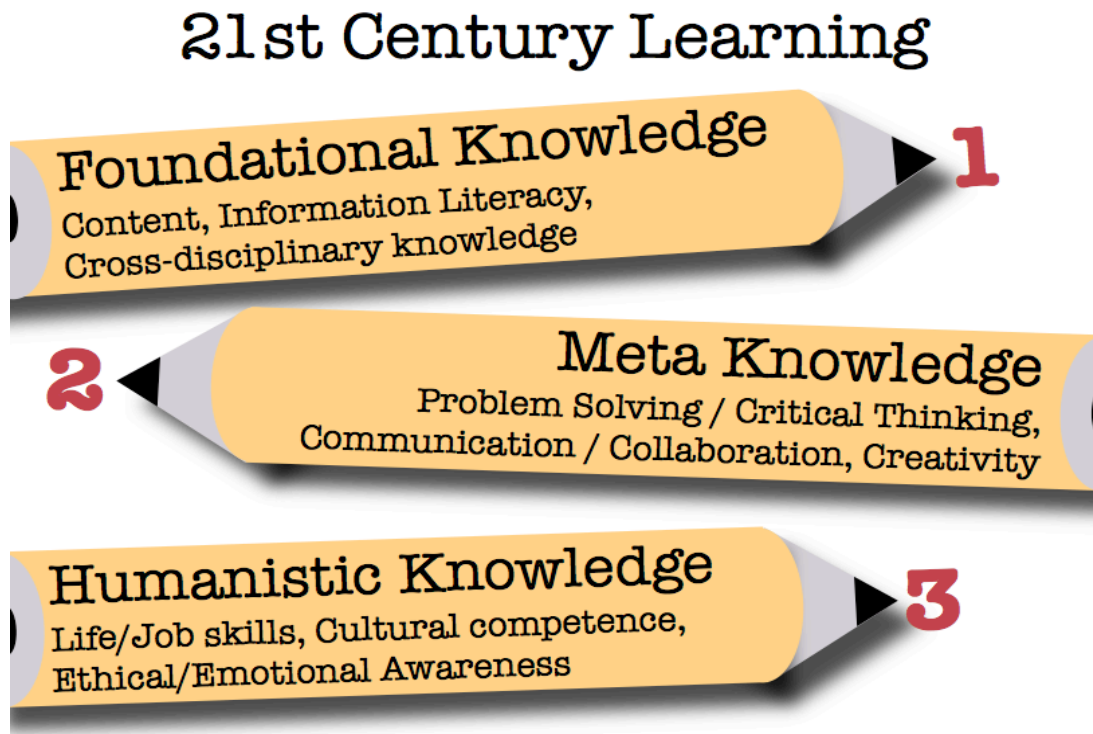 21st Century Learning
Foundational Knowledge
Content, Information Literacy,
Cross-disciplinary knowledge
1
2
Meta Knowledge
Problem Solving / Critical Thinking,
Communication / Collaboration, Creativity
Humanistic Knowledge
Life/Job skills, Cultural competence,
Ethical/Emotional Awareness
3